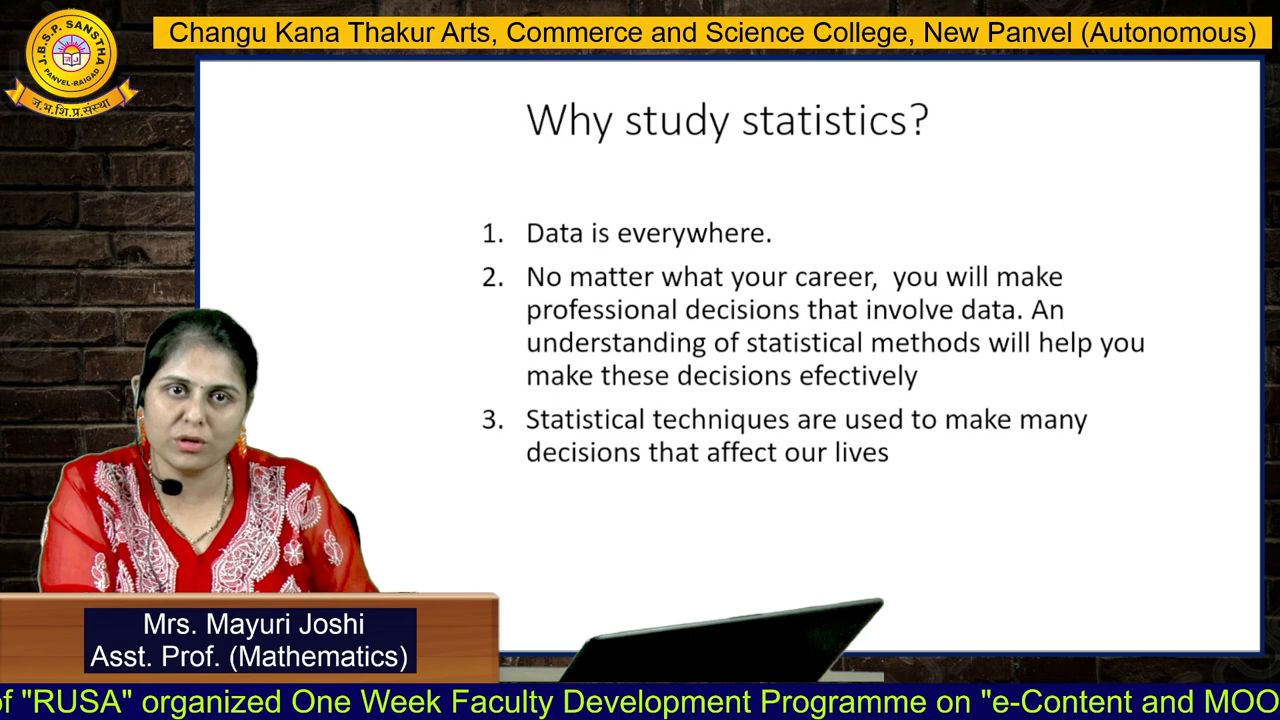 Changu Kana Thakur Arts, Commerce and Science College, New Panvel (Autonomous)
J.B.S.P. SANSTHA
PANVEL-RAIGAD
ज.भ.शि.प्र.संस्था
Why study statistics?
1. Data is everywhere.
2. No matter what your career, you will make
professional decisions that involve data. An
understanding of statistical methods will help you
make these decisions efectively
3. Statistical techniques are used to make many
decisions that affect our lives
Mrs. Mayuri Joshi
Asst. Prof. (Mathematics)
of "RUSA" organized One Week Faculty Development Programme on "e-Content and MOO